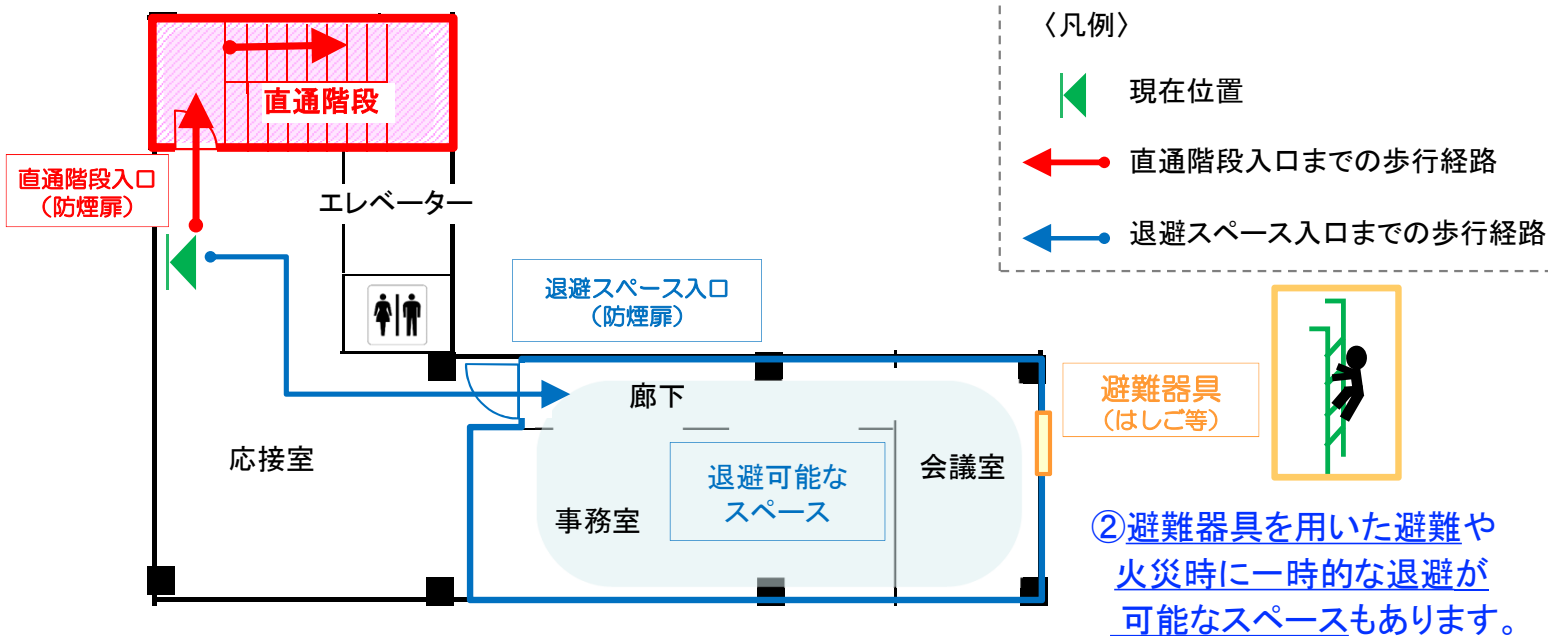 〈凡例〉
現在位置
直通階段入口までの歩行経路
退避スペース入口までの歩行経路
直通階段
直通階段入口
(防煙扉)
エレベーター
退避スペース入口
(防煙扉)
避難器具
(はしご等)
廊下
応接室
退避可能な
スペース
会議室
事務室
②避難器具を用いた避難や
火災時に一時的な退避が
可能なスペースもあります。